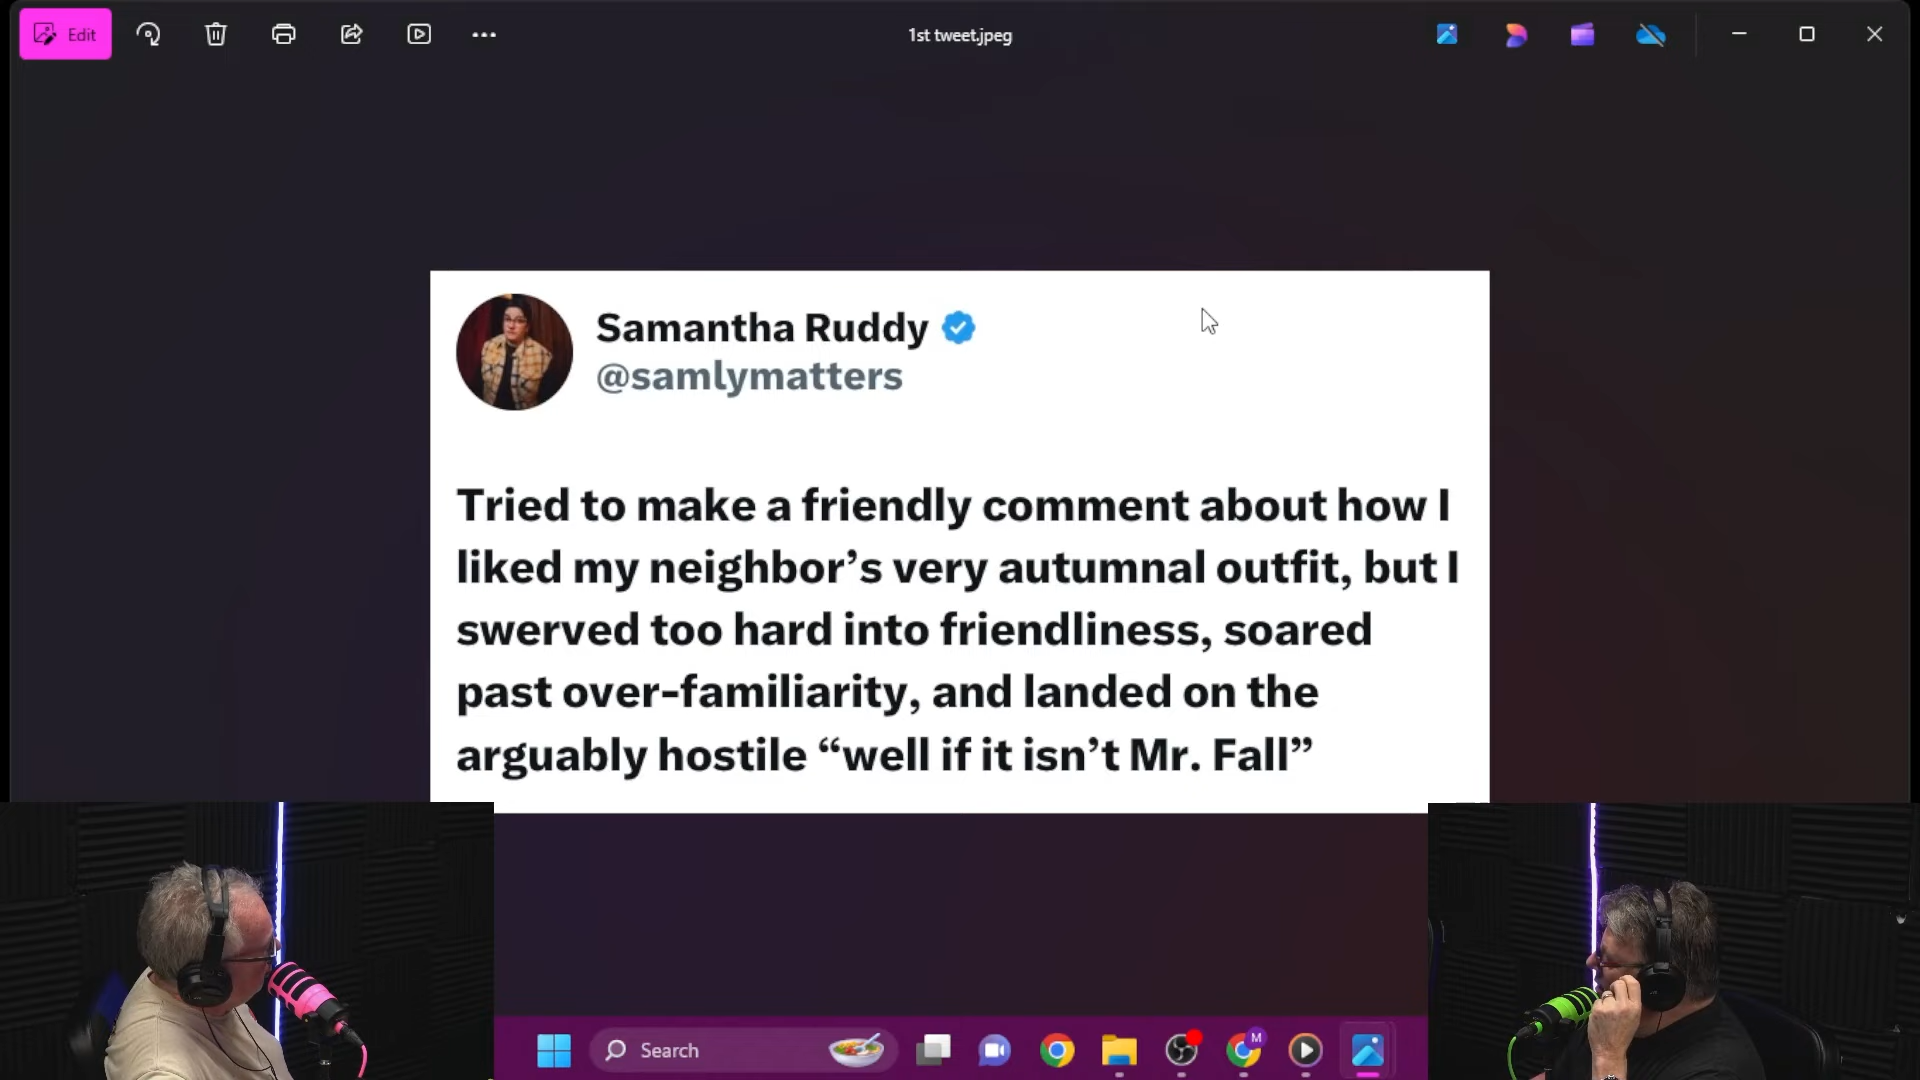 Edit
1st tweet.jpeg
Samantha Ruddy
@samlymatters
Tried to make a friendly comment about how I
liked my neighbor’s very autumnal outfit, but I
swerved too hard into friendliness, soared
past over-familiarity, and landed on the
arguably hostile “well if it isn’t Mr. Fall”
Search
M